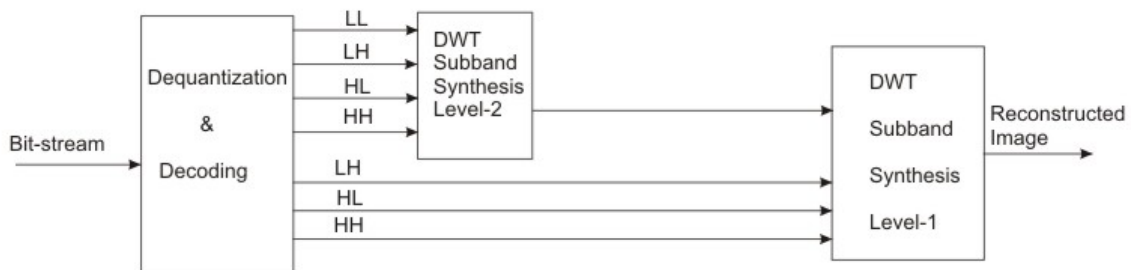 Bit-stream
Dequantization
&
Decoding
LL
LH
HL
HH
LH
HL
HH
DWT
Subband
Synthesis
Level-2
DWT
Subband
Synthesis
Level-1
Reconstructed
Image